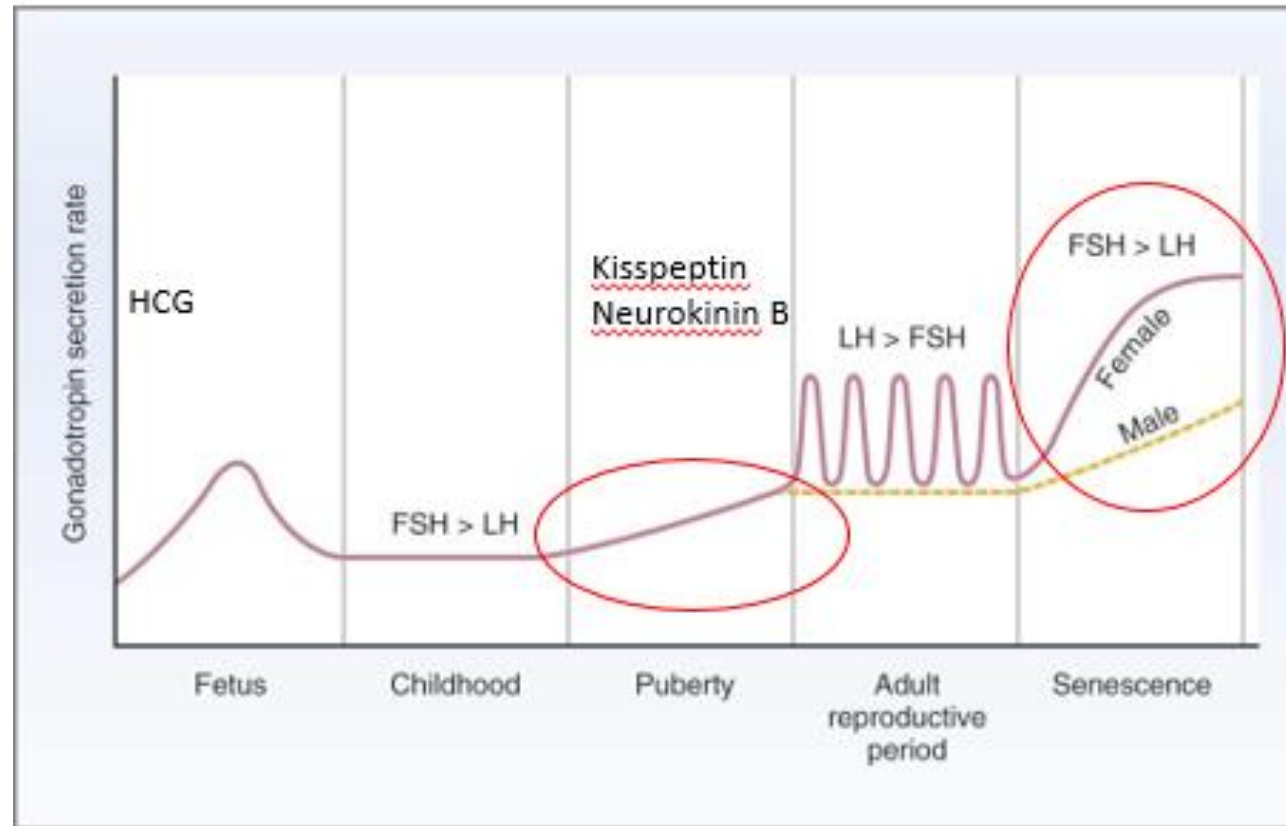 Gonadotropin secretion rate
HCG
Kisspeptin
Neurokinin B
FSH > LH
LH > FSH
FSH > LH
Female
Male
Fetus
Childhood
Puberty
Adult
reproductive
period
Senescence